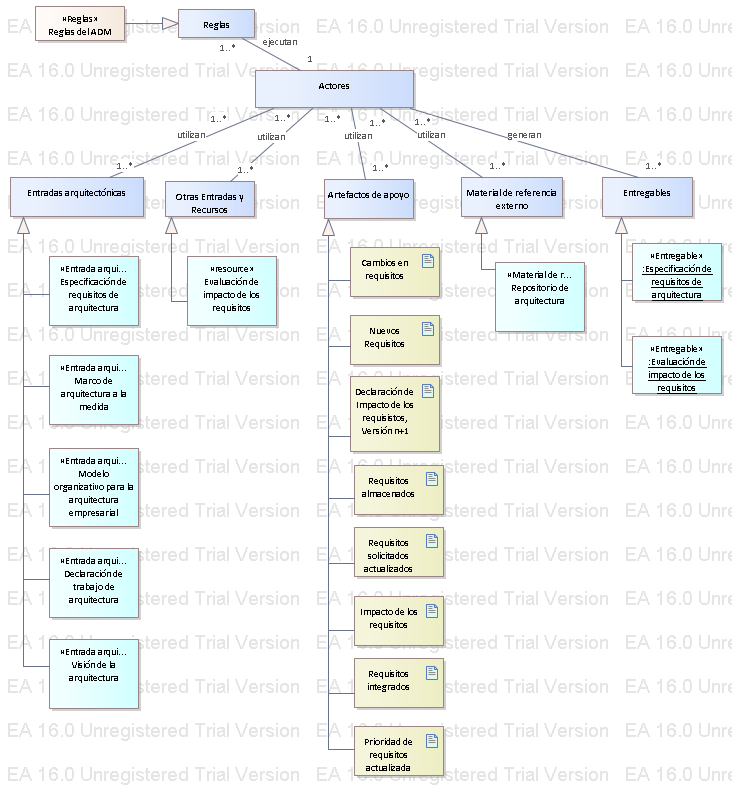 «Reglas»
Reglas del ADM
Reglas
1..*
ejecutan
1
Actores
1..*
1..*
1..*
1..*
1..*
utilizan
utilizan
utilizan
utilizan
generan
1..*
1..*
1..*
1..*
1..*
Entradas arquitectónicas
Otras Entradas y
Recursos
Artefactos de apoyo
Material de referencia
externo
Entregables
«Entrada arqui...
Especificación de
requisitos de
arquitectura
«Entrada arqui...
Marco de
arquitectura a la
medida
«Entrada arqui...
Modelo
organizativo para la
arquitectura
empresarial
«Entrada arqui...
Declaración de
trabajo de
arquitectura
«Entrada arqui...
Visión de la
arquitectura
«resource»
Evaluación de
impacto de los
requisitos
Cambios en
requisitos
Nuevos
Requisitos
Declaración de
Impacto de los
requisistos,
Versión n+1
Requisitos
almacenados
Requisitos
solicitados
actualizados
Impacto de los
requisitos
Requisitos
integrados
Prioridad de
requisitos
actualizada
«Material de r...
Repositorio de
arquitectura
«Entregable»
:Especificación de
requisitos de
arquitectura
«Entregable»
:Evaluación de
impacto de los
requisitos
EA 16.0 Unregistered Trial Version